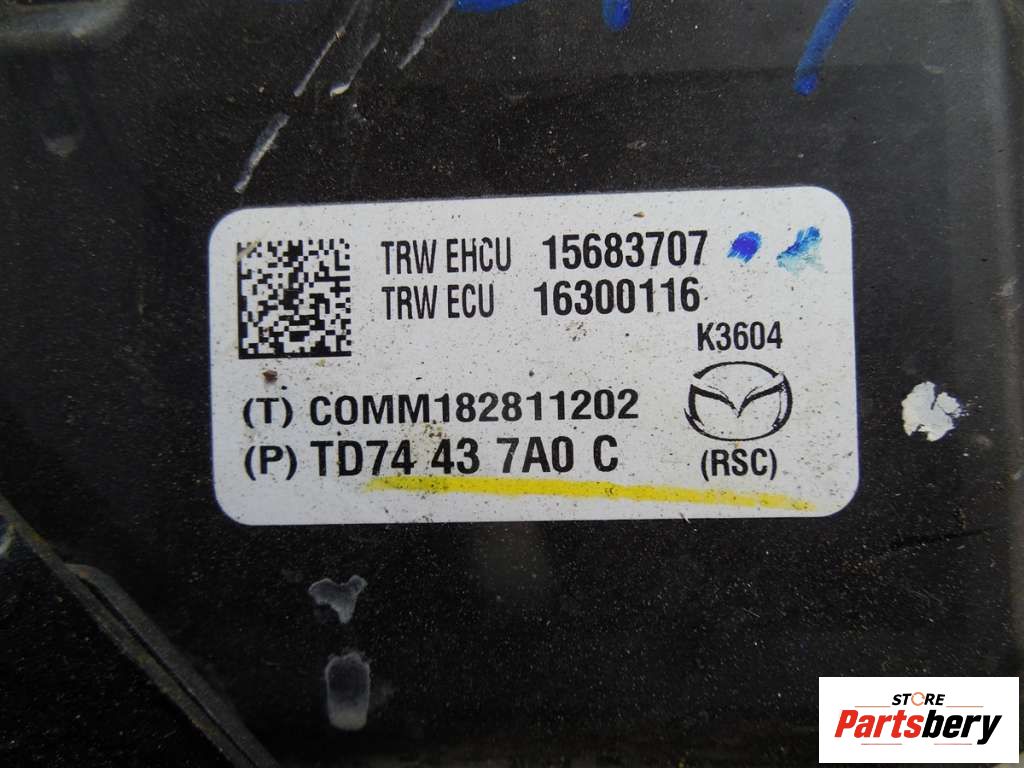 TRW EHCU 15683707
TRW ECU 16300116
K3604
(T) COMM182811202
(P) TD74 43 7A0 C
(RSC)
STORE
Partsbery